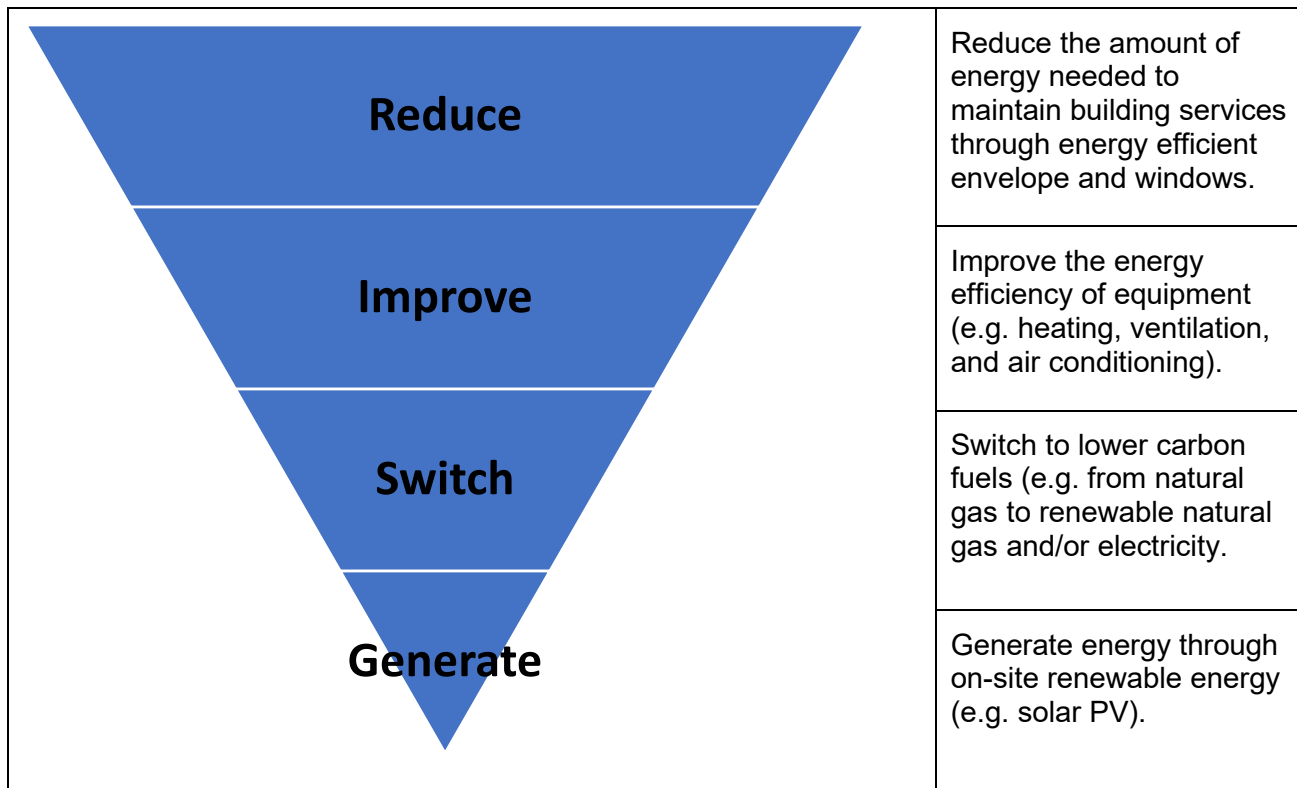 Reduce
Reduce the amount of
energy needed to
maintain building services
through energy efficient
envelope and windows.
Improve
Improve the energy
efficiency of equipment
(e.g. heating, ventilation,
and air conditioning).
Switch
Switch to lower carbon
fuels (e.g. from natural
gas to renewable natural
gas and/or electricity.
Generate
Generate energy through
on-site renewable energy
(e.g. solar PV).